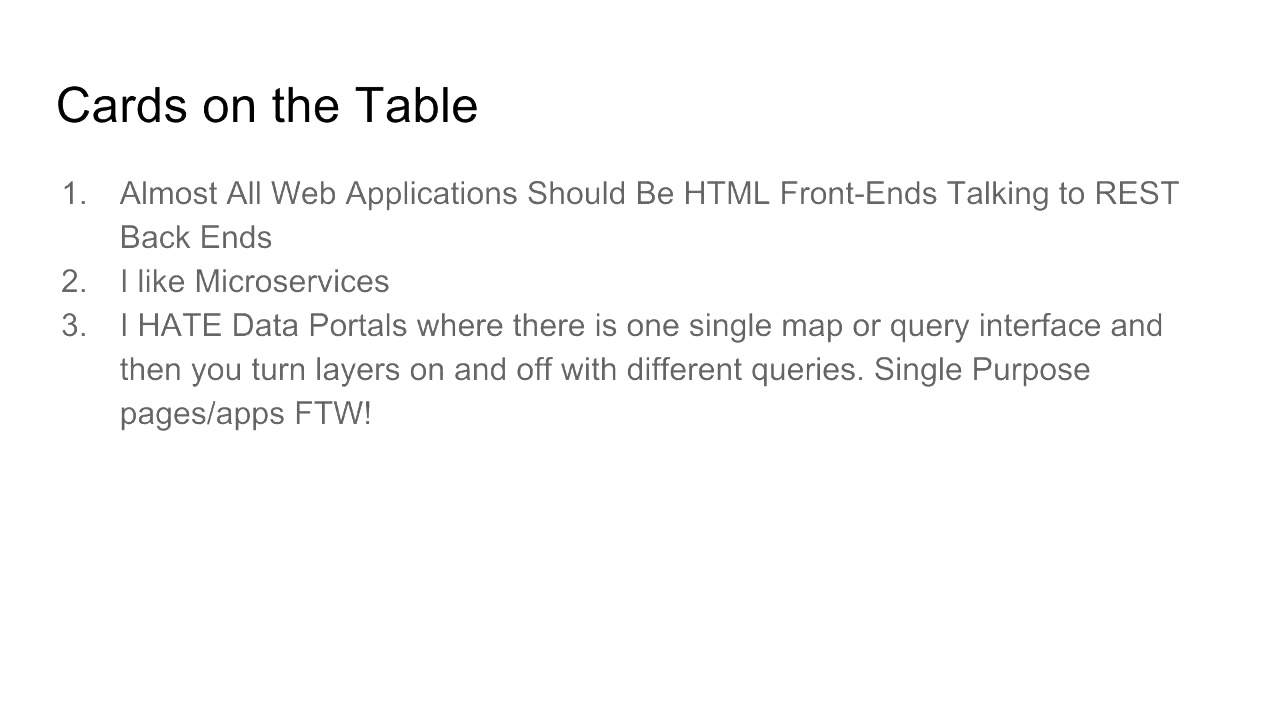 Cards on the Table
1. Almost All Web Applications Should Be HTML Front-Ends Talking to REST
Back Ends
2. I like Microservices
3. I HATE Data Portals where there is one single map or query interface and
then you turn layers on and off with different queries. Single Purpose
pages/apps FTW!